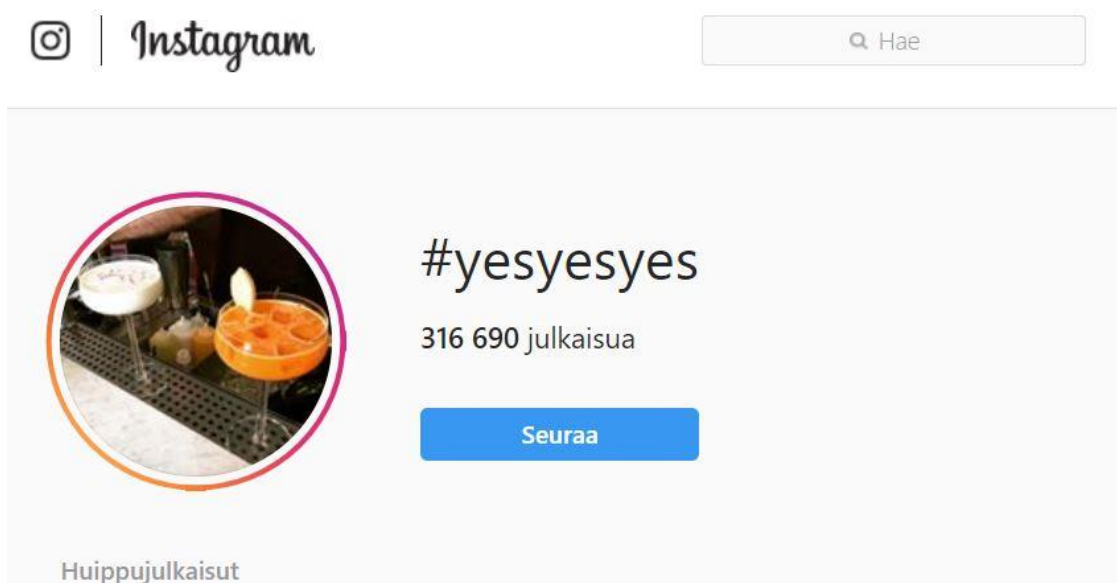 Instagram
Hae
#yesyesyes
316 690 julkaisua
Seuraa
Huippujulkaisut